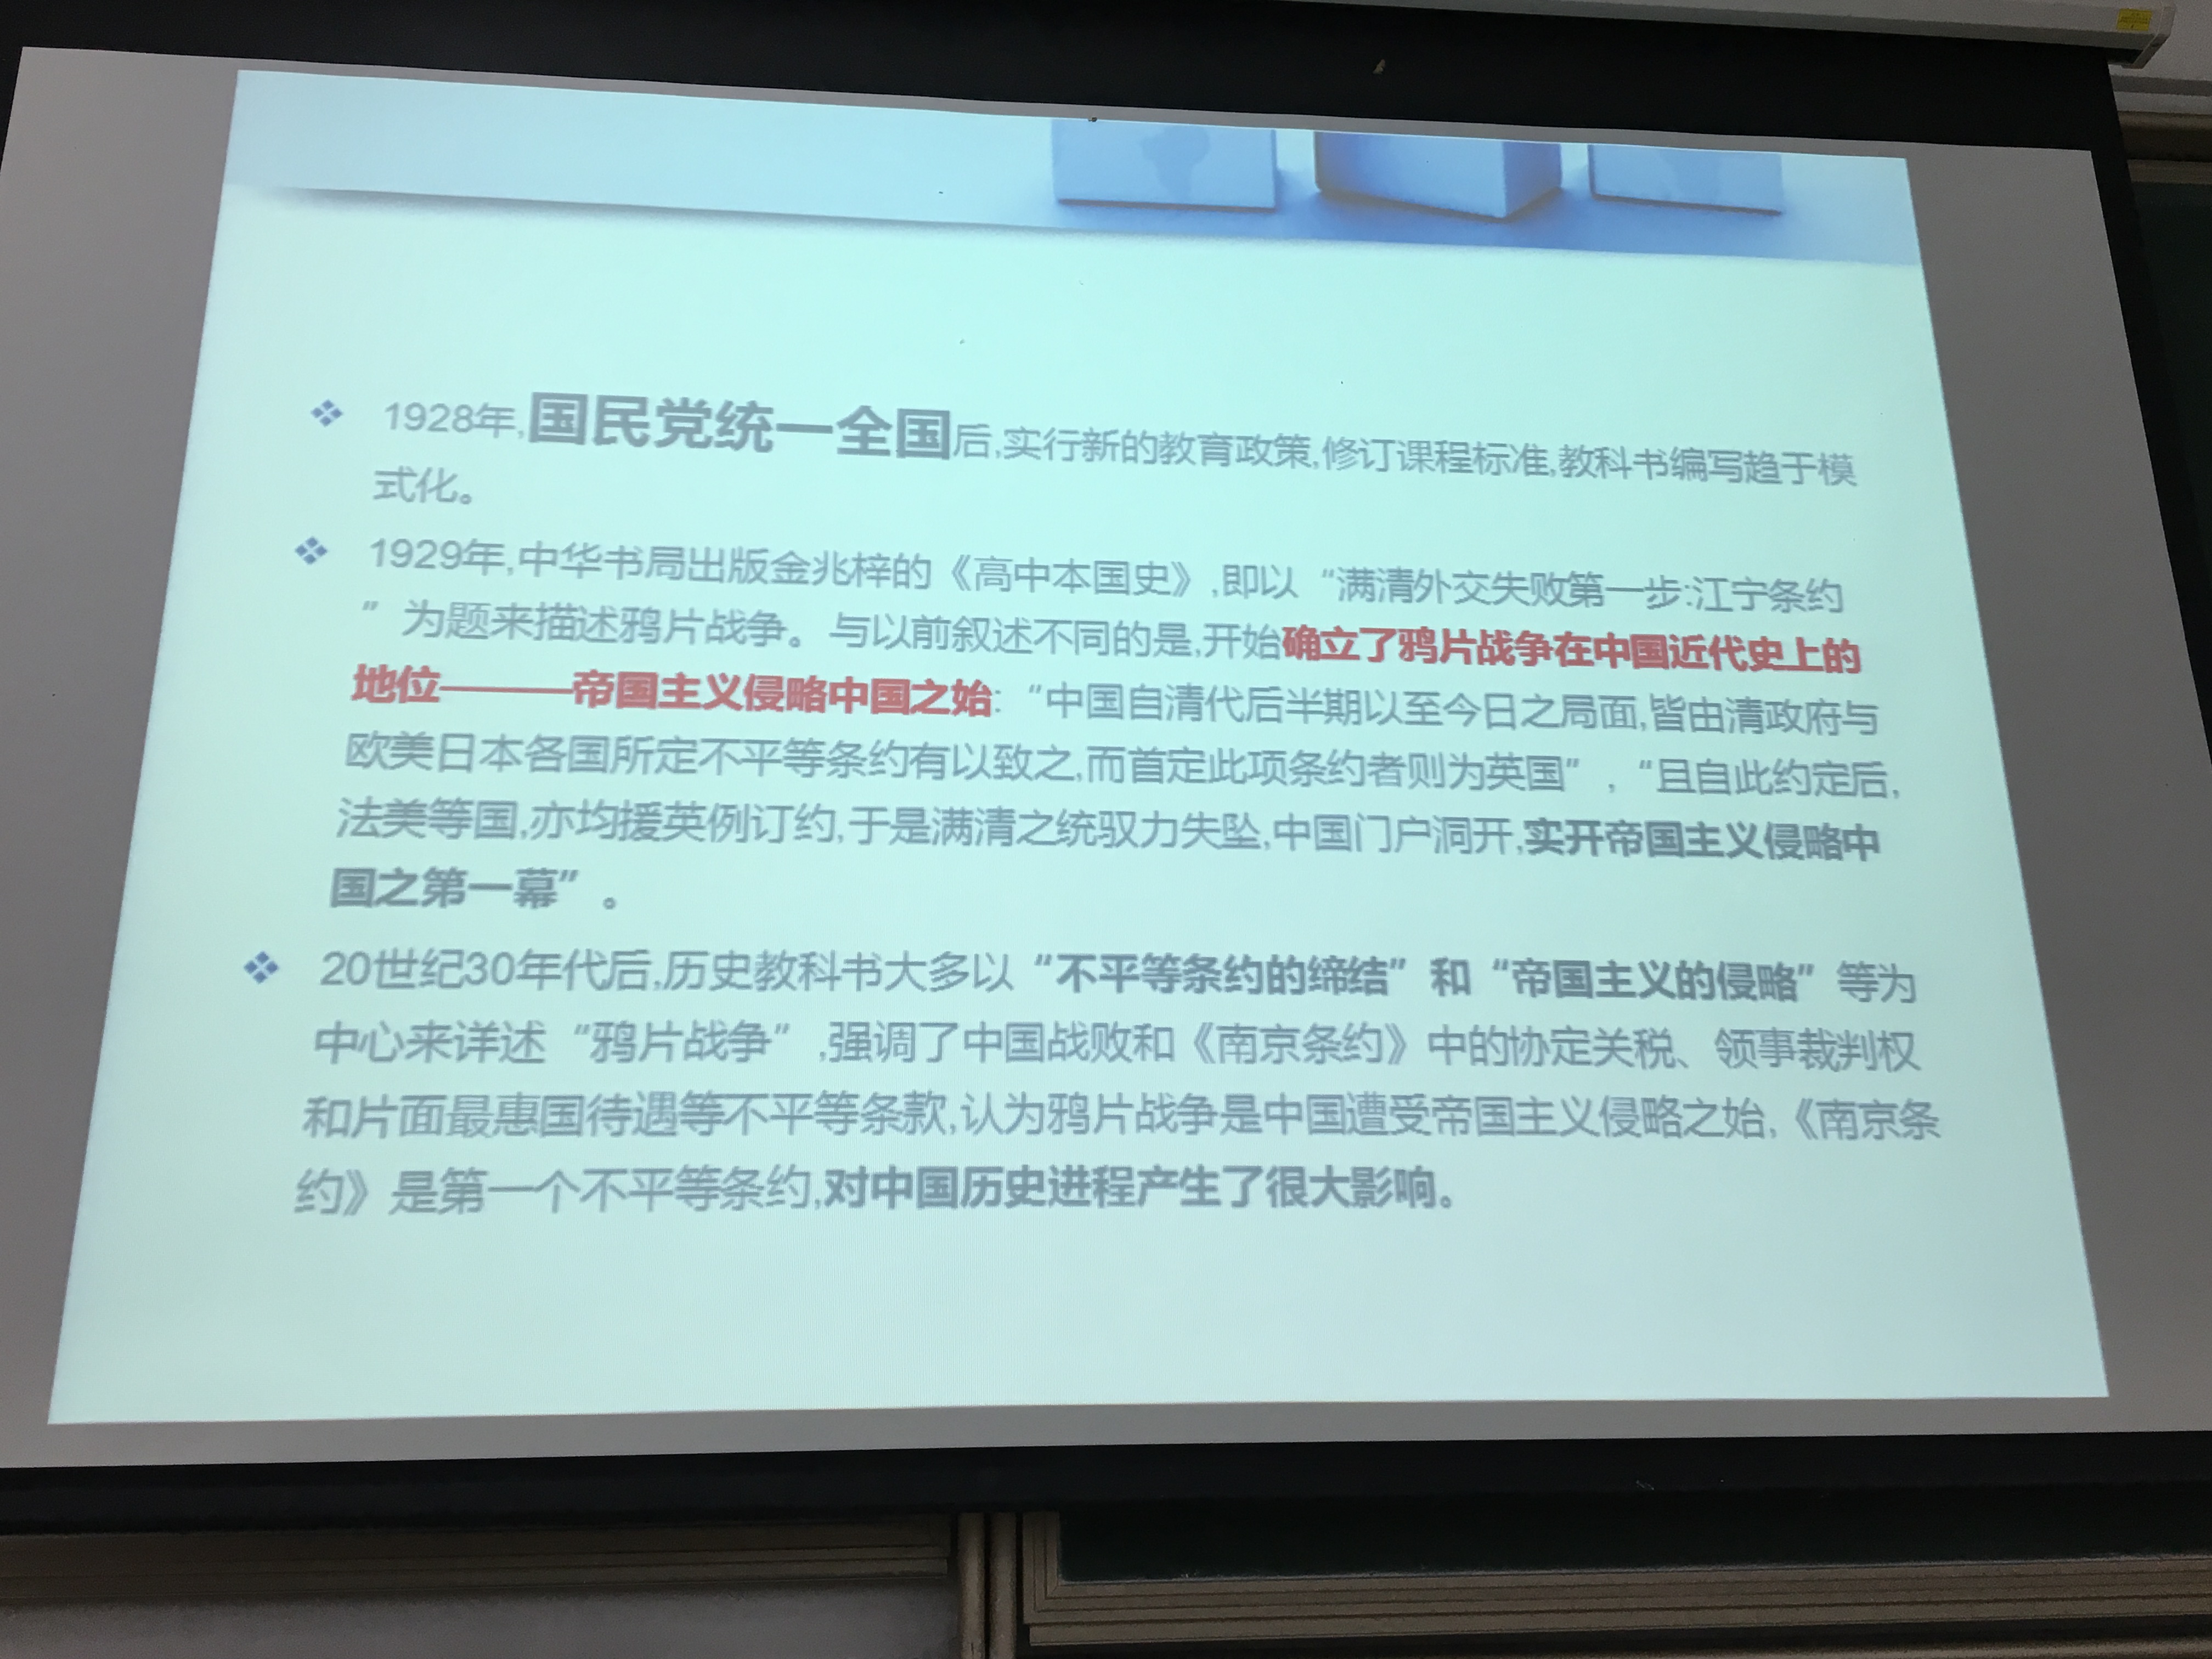 1928年,国民党统一全国后,实行新的教育政策,修订课程标准,教科书编写趋于模
式化。
1929年,中华书局出版金兆梓的《高中本国史》,即以“满清外交失败第一步:江宁条约
”为题来描述鸦片战争。与以前叙述不同的是,开始确立了鸦片战争在中国近代史上的
地位———帝国主义侵略中国之始:“中国自清代后半期以至今日之局面,皆由清政府与
欧美日本各国所定不平等条约有以致之,而首定此项条约者则为英国”,“且自此约定后,
法美等国,亦均援英例订约,于是满清之统驭力失坠,中国门户洞开,实开帝国主义侵略中
国之第一幕”。
20世纪30年代后,历史教科书大多以“不平等条约的缔结”和“帝国主义的侵略”等为
中心来详述“鸦片战争”,强调了中国战败和《南京条约》中的协定关税、领事裁判权
和片面最惠国待遇等不平等条款,认为鸦片战争是中国遭受帝国主义侵略之始,《南京条
约》是第一个不平等条约,对中国历史进程产生了很大影响。